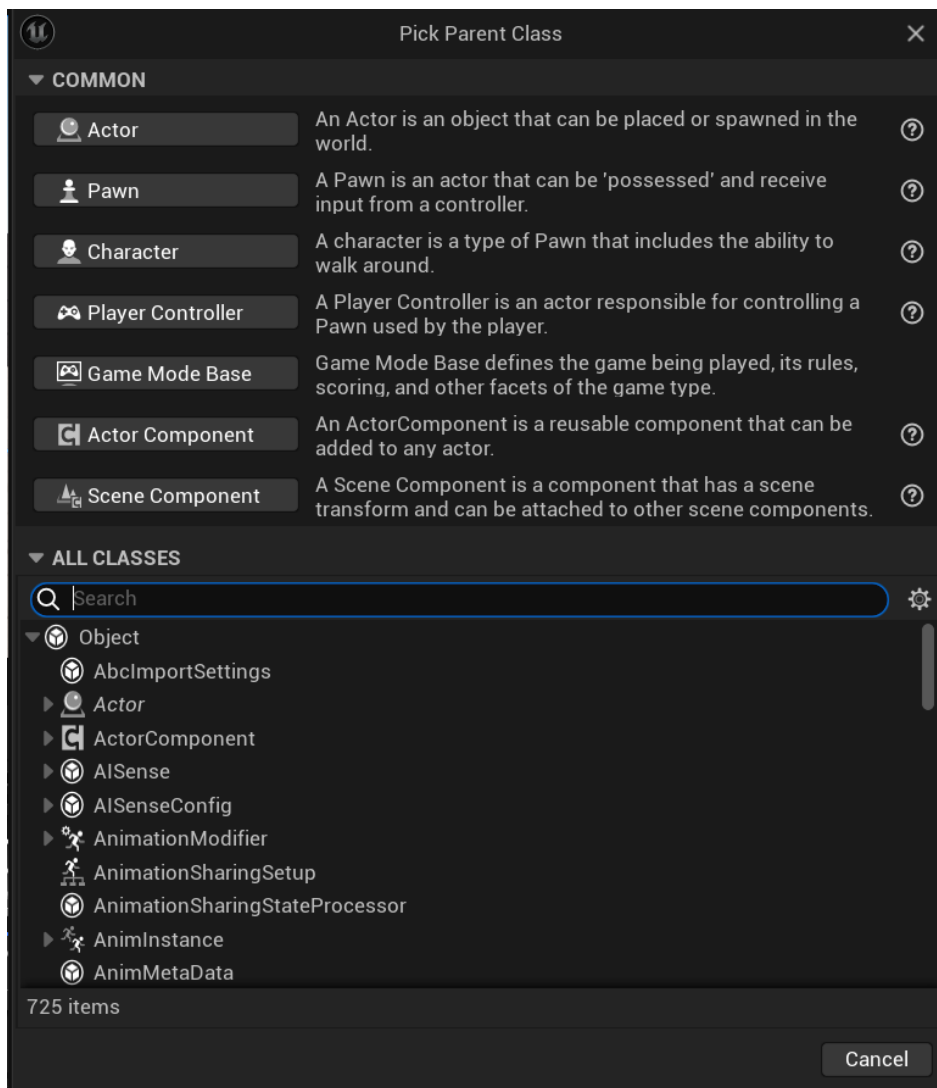 Pick Parent Class
COMMON
Actor
An Actor is an object that can be placed or spawned in the
world.
Pawn
A Pawn is an actor that can be 'possessed' and receive
input from a controller.
Character
A character is a type of Pawn that includes the ability to
walk around.
Player Controller
A Player Controller is an actor responsible for controlling a
Pawn used by the player.
Game Mode Base
Game Mode Base defines the game being played, its rules,
scoring, and other facets of the game type.
Actor Component
An ActorComponent is a reusable component that can be
added to any actor.
Scene Component
A Scene Component is a component that has a scene
transform and can be attached to other scene components.
ALL CLASSES
Search
Object
AbcImportSettings
Actor
ActorComponent
AISense
AISenseConfig
AnimationModifier
AnimationSharingSetup
AnimationSharingStateProcessor
AnimInstance
AnimMetaData
725 items
Cancel